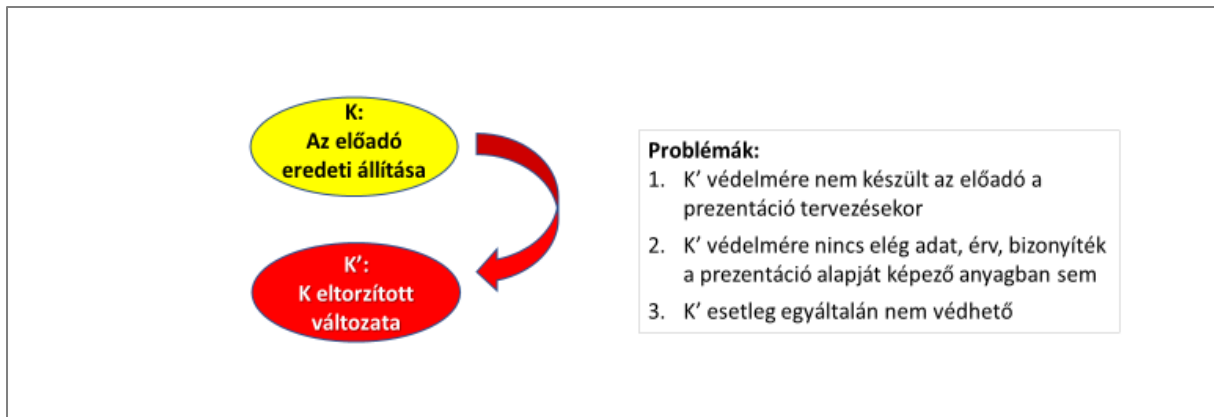 K:
Az előadó
eredeti állítása
K’:
K eltorzított
változata
Problémák:
1. K’ védelmére nem készült az előadó a
prezentáció tervezésekor
2. K’ védelmére nincs elég adat, érv, bizonyíték
a prezentáció alapját képező anyagban sem
3. K’ esetleg egyáltalán nem védhető